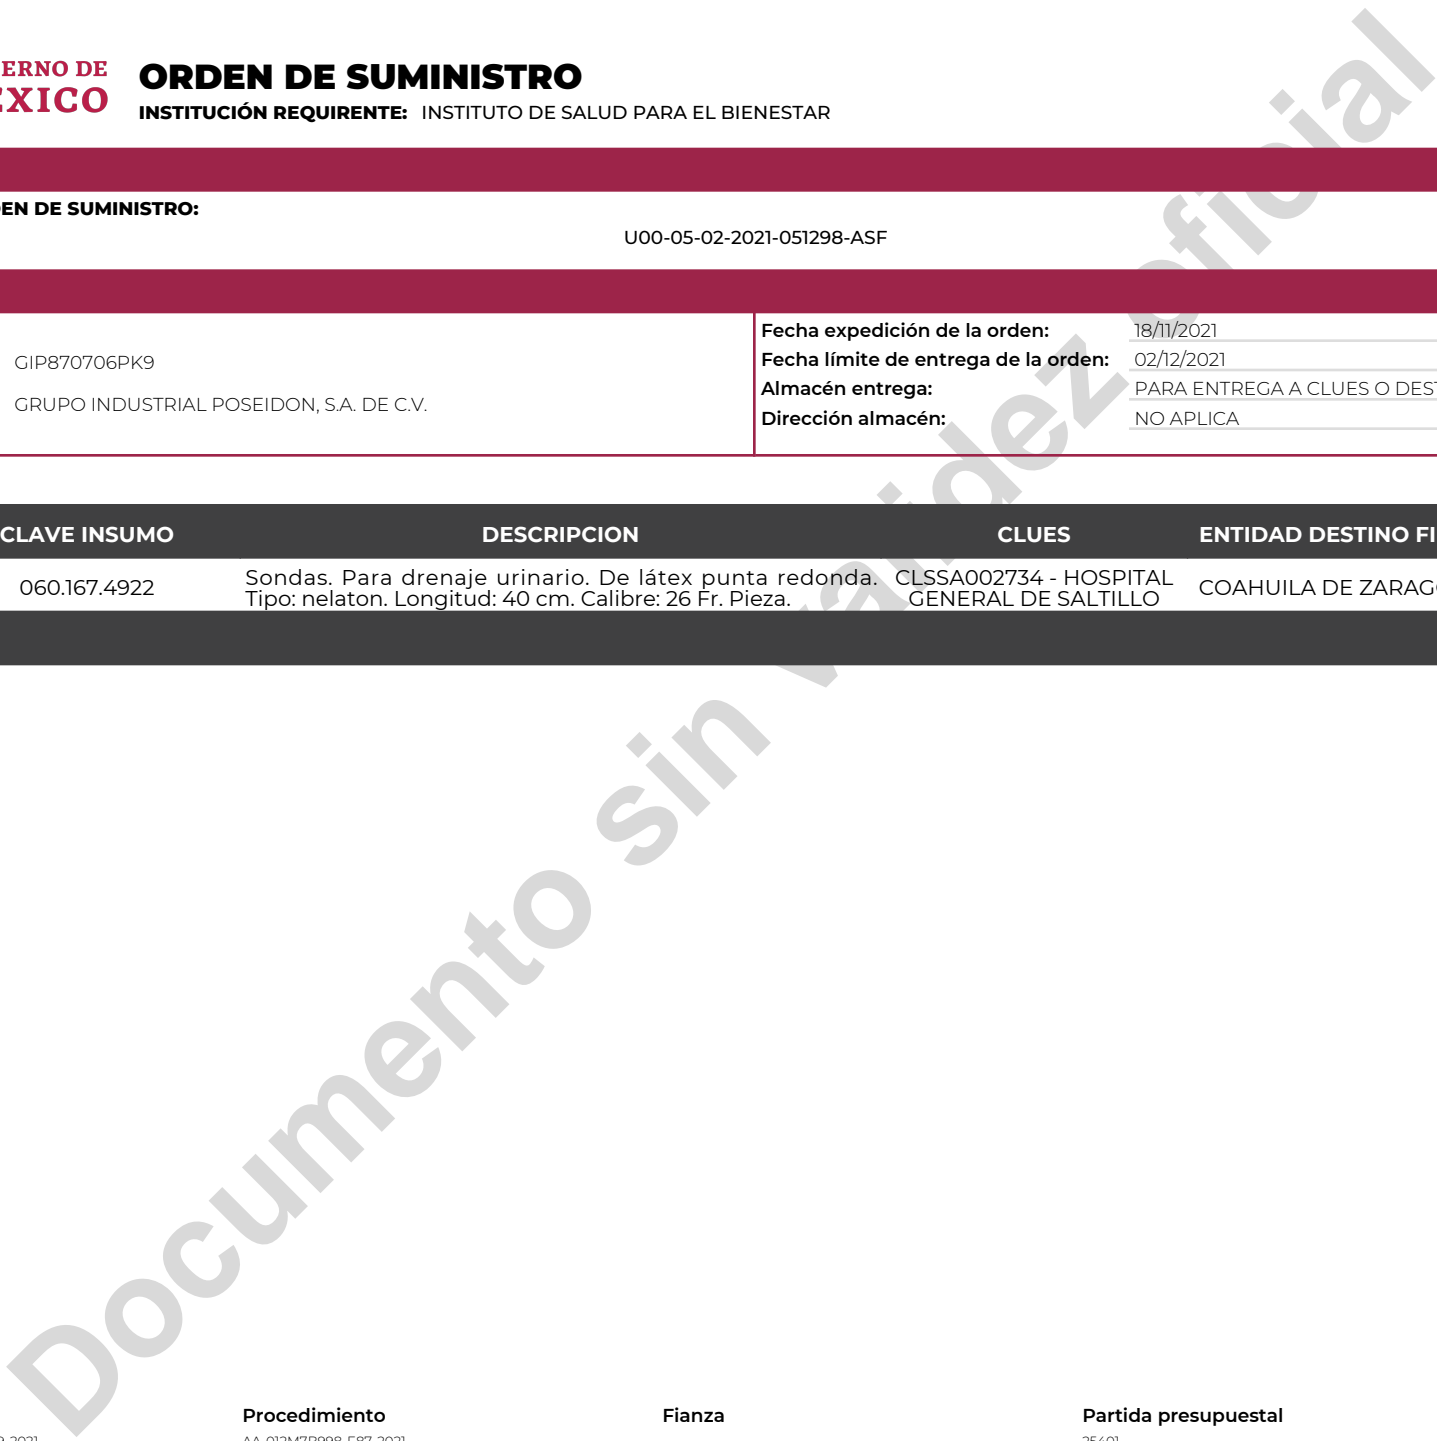 ERNO DE
EXICO
ORDEN DE SUMINISTRO
INSTITUCIÓN REQUIRENTE: INSTITUTO DE SALUD PARA EL BIENESTAR
EN DE SUMINISTRO:
U00-05-02-2021-051298-ASF
GIP870706PK9
GRUPO INDUSTRIAL POSEIDON, S.A. DE C.V.
Fecha expedición de la orden: 18/11/2021
Fecha límite de entrega de la orden: 02/12/2021
Almacén entrega: PARA ENTREGA A CLUES O DEST
Dirección almacén: NO APLICA
CLAVE INSUMO DESCRIPCION CLUES ENTIDAD DESTINO FI
060.167.4922 Sondas. Para drenaje urinario. De látex punta redonda. Tipo: nelaton. Longitud: 40 cm. Calibre: 26 Fr. Pieza. CLSSA002734 - HOSPITAL GENERAL DE SALTILLO COAHUILA DE ZARAG
Documento sin validez oficial
Procedimiento Fianza Partida presupuestal